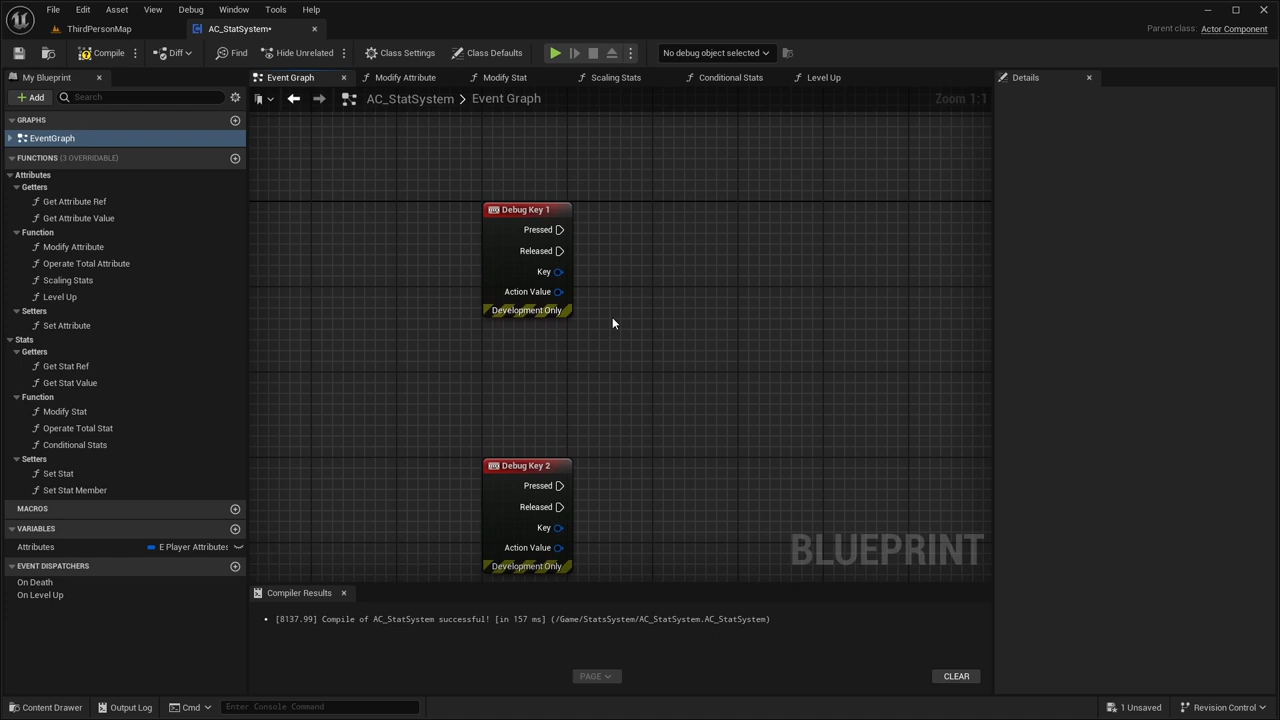 File Edit Asset View Debug Window Tools Help
ThirdPersonMap
AC_StatSystem*
Parent class: Actor Component
Compile
Diff
Find
Hide Unrelated
Class Settings
Class Defaults
No debug object selected
My Blueprint
Event Graph
Modify Attribute
Modify Stat
Scaling Stats
Conditional Stats
Level Up
Details
Add
Search
AC_StatSystem > Event Graph
Zoom 1:1
GRAPHS
EventGraph
FUNCTIONS (3 OVERRIDABLE)
Attributes
Getters
Get Attribute Ref
Get Attribute Value
Function
Modify Attribute
Operate Total Attribute
Scaling Stats
Level Up
Setters
Set Attribute
Stats
Getters
Get Stat Ref
Get Stat Value
Function
Modify Stat
Operate Total Stat
Conditional Stats
Setters
Set Stat
Set Stat Member
MACROS
VARIABLES
Attributes
E Player Attributes
EVENT DISPATCHERS
On Death
On Level Up
Debug Key 1
Pressed
Released
Key
Action Value
Development Only
Debug Key 2
Pressed
Released
Key
Action Value
Development Only
BLUEPRINT
Compiler Results
[8137.99] Compile of AC_StatSystem successful! [in 157 ms] (/Game/StatsSystem/AC_StatSystem.AC_StatSystem)
PAGE
CLEAR
Content Drawer
Output Log
Cmd
Enter Console Command
1 Unsaved
Revision Control